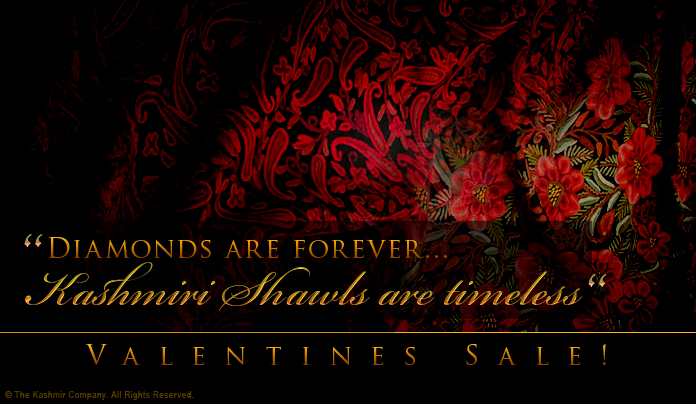 “Diamonds are forever...
Kashmiri Shawls are timeless“
Valentines Sale!
© The Kashmir Company. All Rights Reserved.